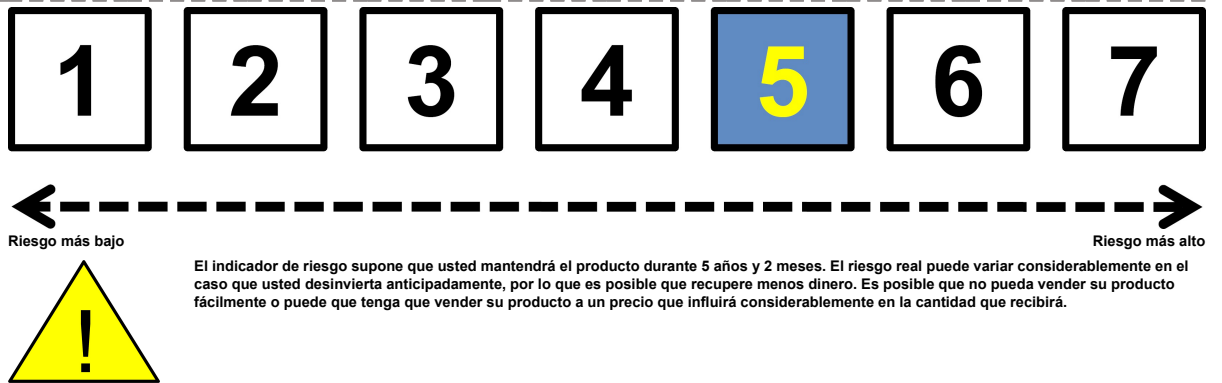 1 2 3 4 5 6 7
Riesgo más bajo Riesgo más alto
El indicador de riesgo supone que usted mantendrá el producto durante 5 años y 2 meses. El riesgo real puede variar considerablemente en el
caso que usted desinvierta anticipadamente, por lo que es posible que recupere menos dinero. Es posible que no pueda vender su producto
fácilmente o puede que tenga que vender su producto a un precio que influirá considerablemente en la cantidad que recibirá.
!